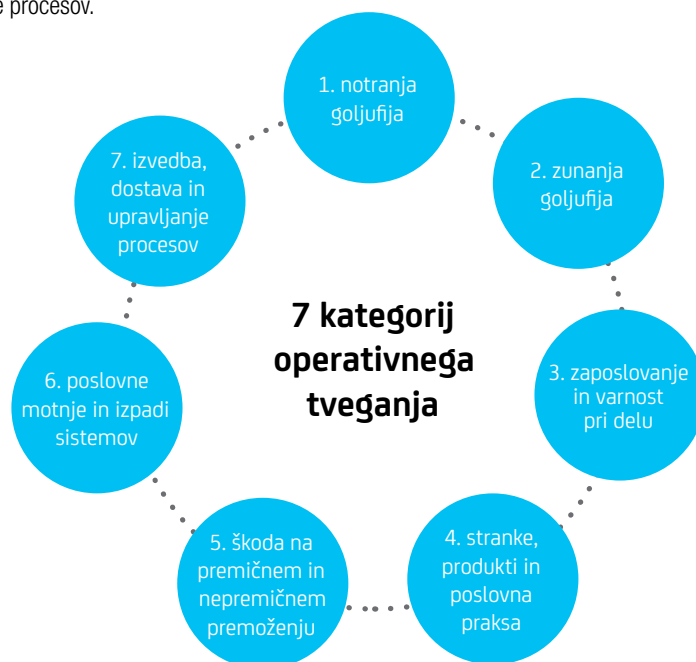 e procesov.
1. notranja
goljufija
2. zunanja
goljufija
3. zaposlovanje
in varnost
pri delu
4. stranke,
produkti in
poslovna
praksa
5. škoda na
premičnem in
nepremičnem
premoženju
6. poslovne
motnje in izpadi
sistemov
7. izvedba,
dostava in
upravljanje
procesov
7 kategorij
operativnega
tveganja